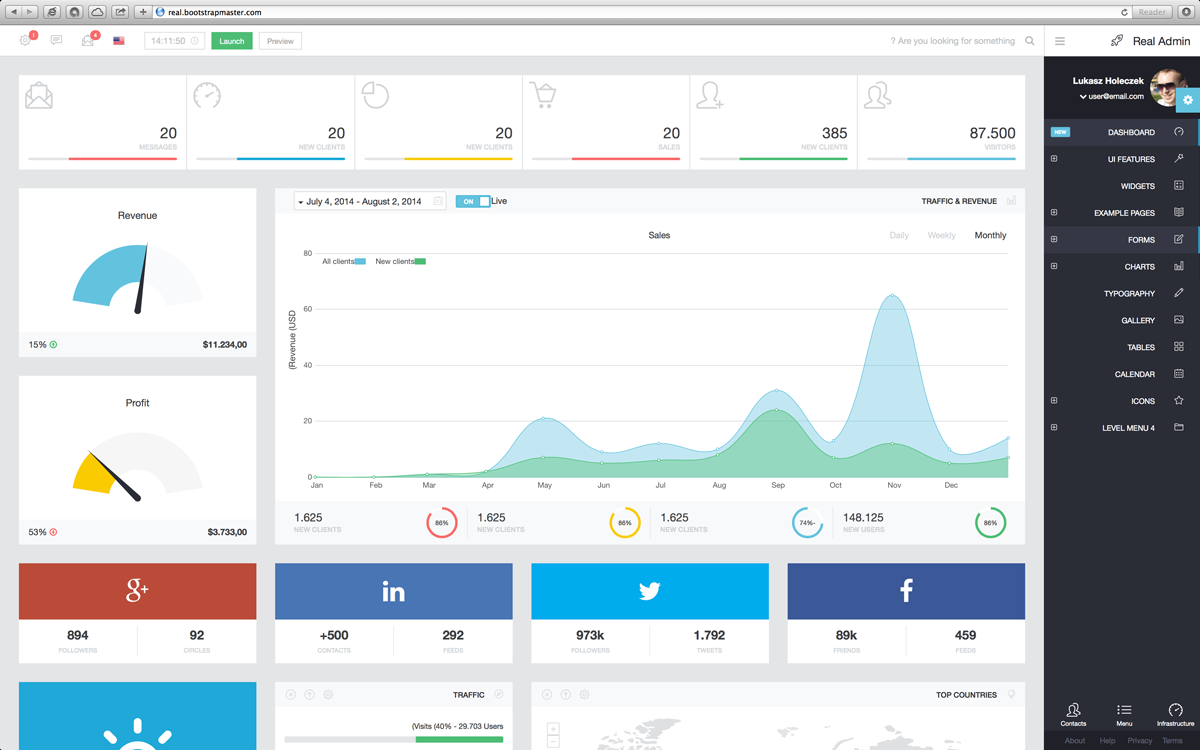 real.bootstrapmaster.com
Reader
1
4
14:11:50
Launch
Preview
? Are you looking for something
Real Admin
20
MESSAGES
20
NEW CLIENTS
20
NEW CLIENTS
20
SALES
385
NEW CLIENTS
87.500
VISITORS
Lukasz Holeczek
user@email.com
NEW
DASHBOARD
UI FEATURES
WIDGETS
EXAMPLE PAGES
FORMS
CHARTS
TYPOGRAPHY
GALLERY
TABLES
CALENDAR
ICONS
LEVEL MENU 4
Contacts
Menu
Infrastructure
About
Help
Privacy
Terms
Revenue
15%
$11.234,00
Profit
53%
$3.733,00
July 4, 2014 - August 2, 2014
ON
Live
TRAFFIC & REVENUE
Sales
Daily
Weekly
Monthly
All clients
New clients
(Revenue (USD
80
60
40
20
0
Jan
Feb
Mar
Apr
May
Jun
Jul
Aug
Sep
Oct
Nov
Dec
1.625
NEW CLIENTS
86%
1.625
NEW CLIENTS
86%
1.625
NEW CLIENTS
74%-
148.125
NEW USERS
86%
g+
894
FOLLOWERS
92
CIRCLES
in
+500
CONTACTS
292
FEEDS
973k
FOLLOWERS
1.792
TWEETS
f
89k
FRIENDS
459
FEEDS
TRAFFIC
(Visits (40% - 29.703 Users
TOP COUNTRIES
+
−